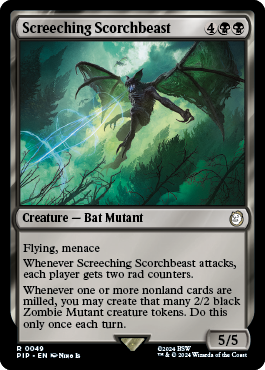 Screeching Scorchbeast 4
Creature — Bat Mutant
Flying, menace
Whenever Screeching Scorchbeast attacks,
each player gets two rad counters.
Whenever one or more nonland cards are
milled, you may create that many 2/2 black
Zombie Mutant creature tokens. Do this
only once each turn.
5/5
R 0049
PIP • EN Nino Is
©2024 BSW
™ & © 2024 Wizards of the Coast